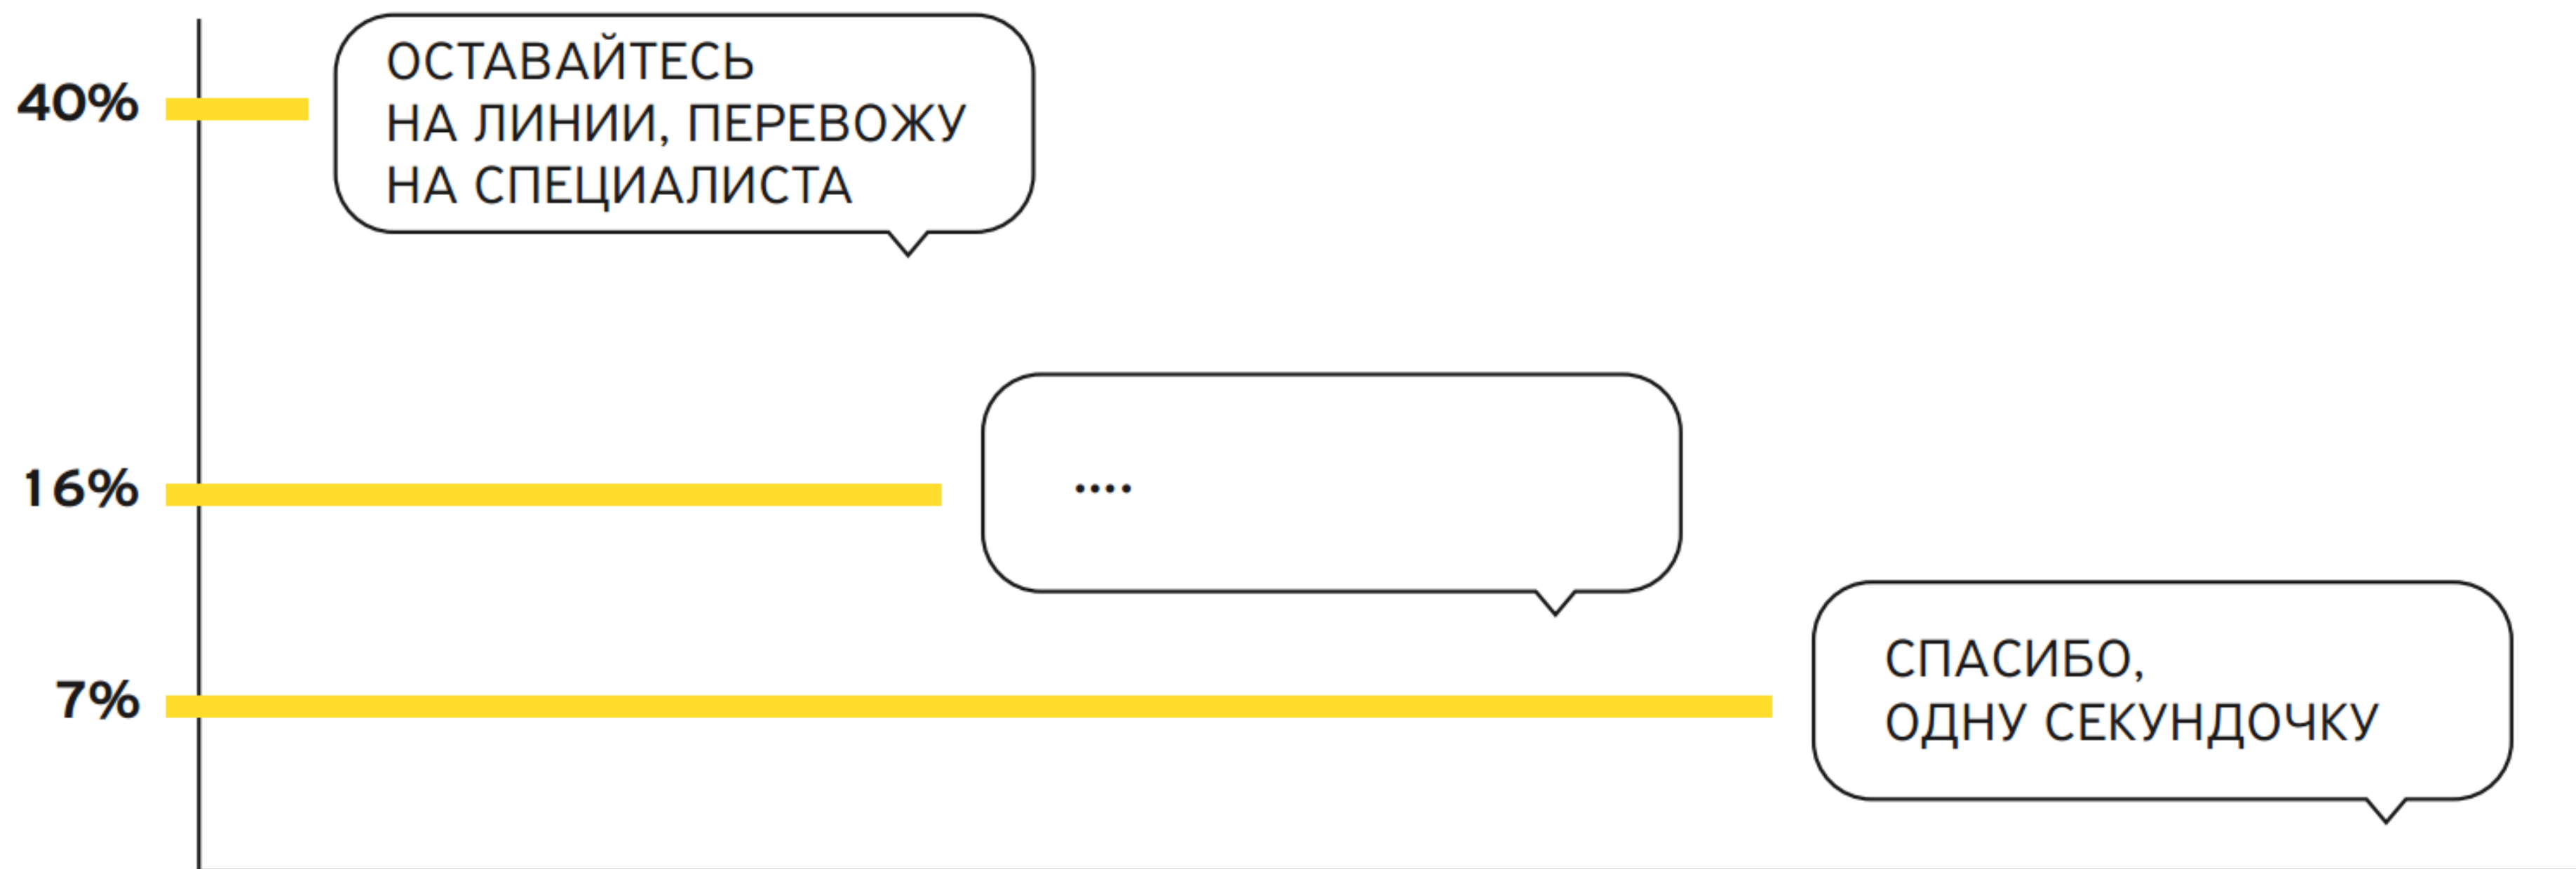 40%
ОСТАВАЙТЕСЬ
НА ЛИНИИ, ПЕРЕВОЖУ
НА СПЕЦИАЛИСТА
16%
....
7%
СПАСИБО,
ОДНУ СЕКУНДОЧКУ